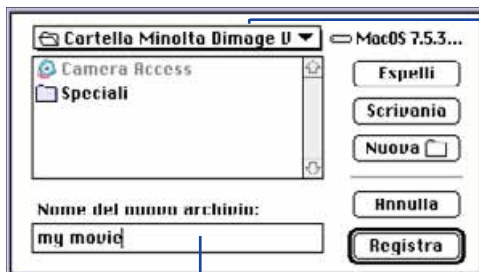 Cartella Minolta Dimage V
MacOS 7.5.3...
Camera Access
Speciali
Espelli
Scrivania
Nuova
Nome del nuovo archivio:
my movie
Annulla
Registra